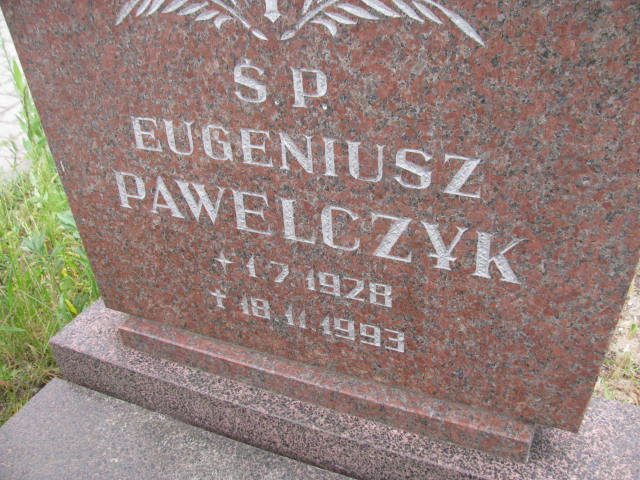 Ś.P.
EUGENIUSZ
PAWELCZYK
* 1.7.1928
† 18.11.1993